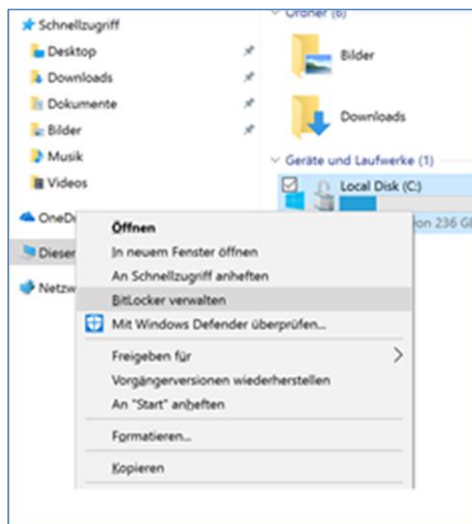 Schnellzugriff
Desktop
Downloads
Dokumente
Bilder
Musik
Videos
OneD
Dieser
Netzw
Ordner (6)
Bilder
Downloads
Geräte und Laufwerke (1)
Local Disk (C:)
von 236 GB
Öffnen
In neuem Fenster öffnen
An Schnellzugriff anheften
BitLocker verwalten
Mit Windows Defender überprüfen...
Freigeben für
Vorgängerversionen wiederherstellen
An "Start" anheften
Formatieren...
Kopieren